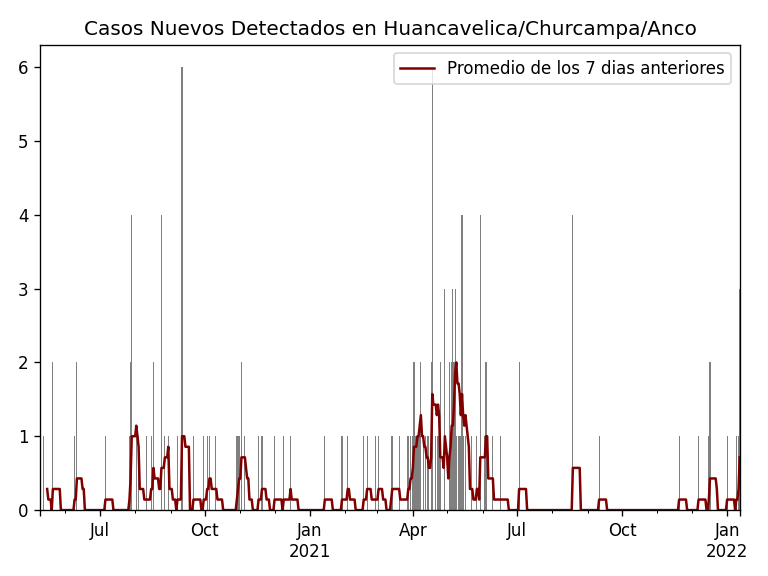 Casos Nuevos Detectados en Huancavelica/Churcampa/Anco
Promedio de los 7 dias anteriores
6
5
4
3
2
1
0
Jul
Oct
Jan
2021
Apr
Jul
Oct
Jan
2022